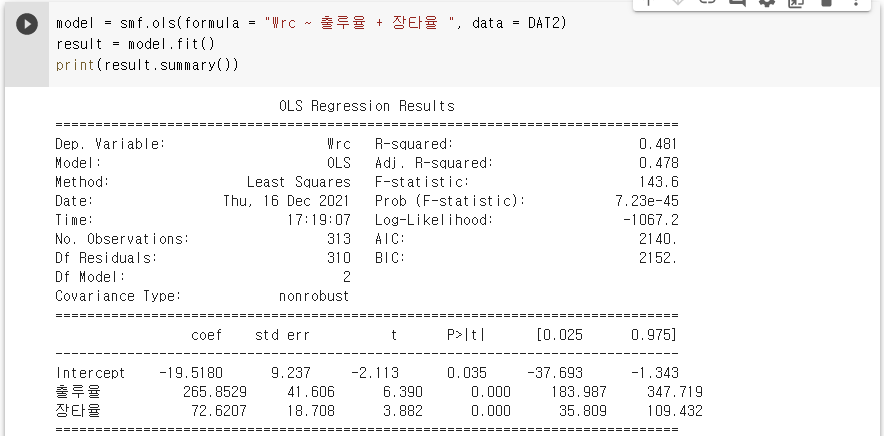 model = smf.ols(formula = "Wrc ~ 출루율 + 장타율 ", data = DAT2)
result = model.fit()
print(result.summary())
OLS Regression Results
==============================================================================
Dep. Variable: Wrc R-squared: 0.481
Model: OLS Adj. R-squared: 0.478
Method: Least Squares F-statistic: 143.6
Date: Thu, 16 Dec 2021 Prob (F-statistic): 7.23e-45
Time: 17:19:07 Log-Likelihood: -1067.2
No. Observations: 313 AIC: 2140.
Df Residuals: 310 BIC: 2152.
Df Model: 2
Covariance Type: nonrobust
==============================================================================
coef std err t P>|t| [0.025 0.975]
------------------------------------------------------------------------------
Intercept -19.5180 9.237 -2.113 0.035 -37.693 -1.343
출루율 265.8529 41.606 6.390 0.000 183.987 347.719
장타율 72.6207 18.708 3.882 0.000 35.809 109.432
==============================================================================